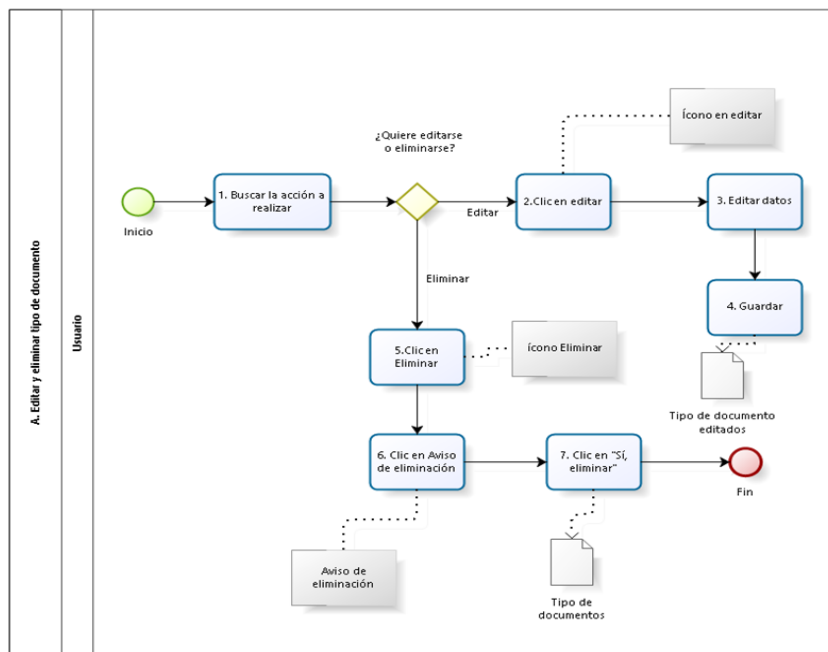 A. Editar y eliminar tipo de documento
Usuario
Inicio
1. Buscar la acción a
realizar
¿Quiere editarse
o eliminarse?
Editar
2.Clic en editar
Ícono en editar
3. Editar datos
4. Guardar
Tipo de documento
editados
Eliminar
5.Clic en
Eliminar
ícono Eliminar
6. Clic en Aviso
de eliminación
Aviso de
eliminación
7. Clic en "Sí,
eliminar"
Tipo de
documentos
Fin